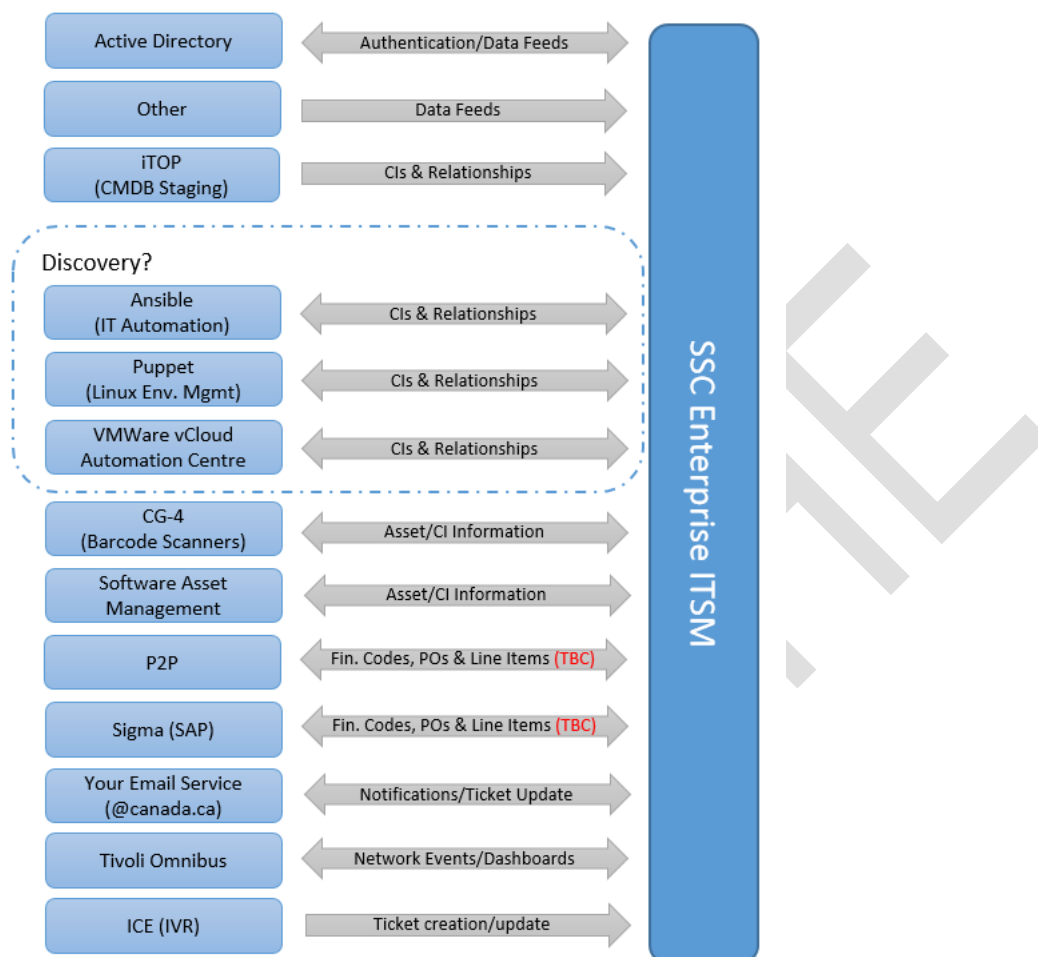 Active Directory
Authentication/Data Feeds
Other
Data Feeds
iTOP
(CMDB Staging)
CIs & Relationships
Discovery?
Ansible
(IT Automation)
CIs & Relationships
Puppet
(Linux Env. Mgmt)
CIs & Relationships
VMWare vCloud
Automation Centre
CIs & Relationships
CG-4
(Barcode Scanners)
Asset/CI Information
Software Asset
Management
Asset/CI Information
P2P
Fin. Codes, POs & Line Items (TBC)
Sigma (SAP)
Fin. Codes, POs & Line Items (TBC)
Your Email Service
(@canada.ca)
Notifications/Ticket Update
Tivoli Omnibus
Network Events/Dashboards
ICE (IVR)
Ticket creation/update
SSC Enterprise ITSM